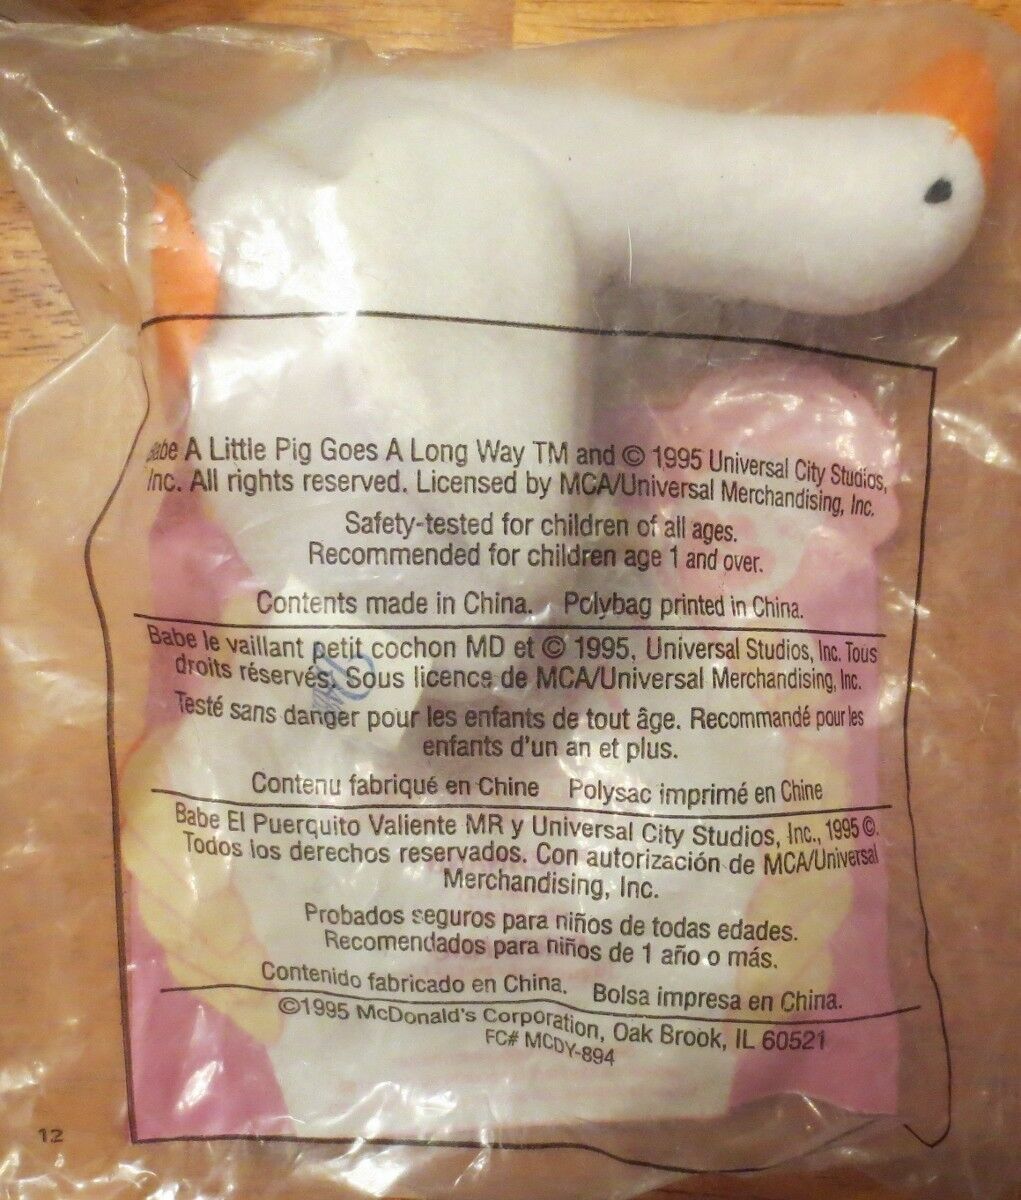 Babe A Little Pig Goes A Long Way TM and © 1995 Universal City Studios,
Inc. All rights reserved. Licensed by MCA/Universal Merchandising, Inc.
Safety-tested for children of all ages.
Recommended for children age 1 and over.
Contents made in China. Polybag printed in China.
Babe le vaillant petit cochon MD et © 1995, Universal Studios, Inc. Tous
droits réservés. Sous licence de MCA/Universal Merchandising, Inc.
Testé sans danger pour les enfants de tout âge. Recommandé pour les
enfants d'un an et plus.
Contenu fabriqué en Chine Polysac imprimé en Chine
Babe El Puerquito Valiente MR y Universal City Studios, Inc., 1995 ©.
Todos los derechos reservados. Con autorización de MCA/Universal
Merchandising, Inc.
Probados seguros para niños de todas edades.
Recomendados para niños de 1 año o más.
Contenido fabricado en China. Bolsa impresa en China.
©1995 McDonald's Corporation, Oak Brook, IL 60521
FC# MCDY-894
12